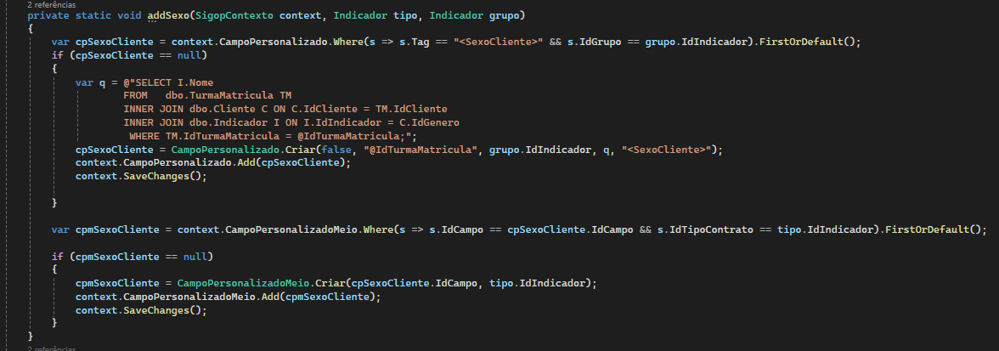 2 referências
private static void addSexo(SigopContexto context, Indicador tipo, Indicador grupo)
{
    var cpSexoCliente = context.CampoPersonalizado.Where(s => s.Tag == "<SexoCliente>" && s.IdGrupo == grupo.IdIndicador).FirstOrDefault();
    if (cpSexoCliente == null)
    {
        var q = @"SELECT I.Nome
                FROM   dbo.TurmaMatricula TM
                INNER JOIN dbo.Cliente C ON C.IdCliente = TM.IdCliente
                INNER JOIN dbo.Indicador I ON I.IdIndicador = C.IdGenero
                 WHERE TM.IdTurmaMatricula = @IdTurmaMatricula;";
        cpSexoCliente = CampoPersonalizado.Criar(false, "@IdTurmaMatricula", grupo.IdIndicador, q, "<SexoCliente>");
        context.CampoPersonalizado.Add(cpSexoCliente);
        context.SaveChanges();

    }

    var cpmSexoCliente = context.CampoPersonalizadoMeio.Where(s => s.IdCampo == cpSexoCliente.IdCampo && s.IdTipoContrato == tipo.IdIndicador).FirstOrDefault();

    if (cpmSexoCliente == null)
    {
        cpmSexoCliente = CampoPersonalizadoMeio.Criar(cpSexoCliente.IdCampo, tipo.IdIndicador);
        context.CampoPersonalizadoMeio.Add(cpmSexoCliente);
        context.SaveChanges();
    }
}
2 referências